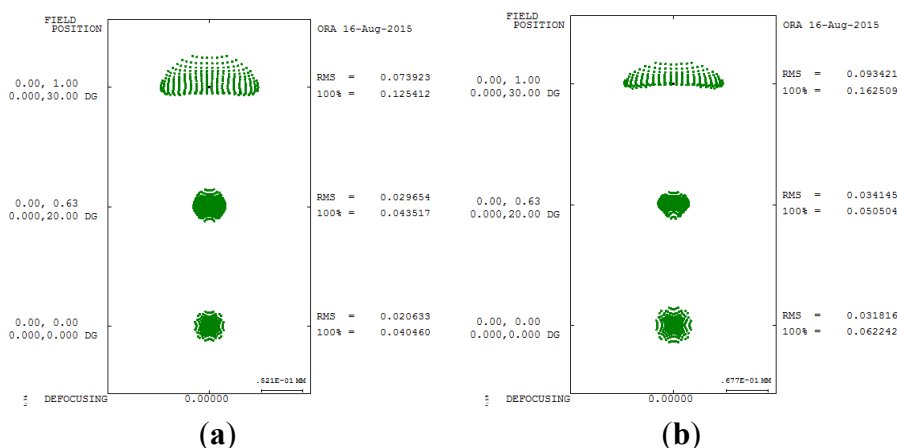 FIELD
POSITION
ORA 16-Aug-2015
0.00, 1.00
0.000,30.00 DG
RMS = 0.073923
100% = 0.125412
0.00, 0.63
0.000,20.00 DG
RMS = 0.029654
100% = 0.043517
0.00, 0.00
0.000,0.000 DG
RMS = 0.020633
100% = 0.040460
.521E-01 MM
DEFOCUSING 0.00000
(a)
FIELD
POSITION
ORA 16-Aug-2015
0.00, 1.00
0.000,30.00 DG
RMS = 0.093421
100% = 0.162509
0.00, 0.63
0.000,20.00 DG
RMS = 0.034145
100% = 0.050504
0.00, 0.00
0.000,0.000 DG
RMS = 0.031816
100% = 0.062242
.677E-01 MM
DEFOCUSING 0.00000
(b)